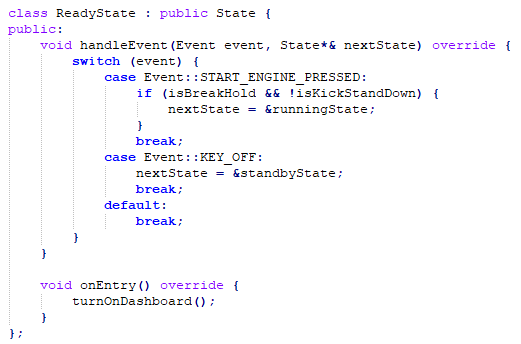 class ReadyState : public State {
public:
    void handleEvent(Event event, State*& nextState) override {
        switch (event) {
            case Event::START_ENGINE_PRESSED:
                if (isBreakHold && !isKickStandDown) {
                    nextState = &runningState;
                }
                break;
            case Event::KEY_OFF:
                nextState = &standbyState;
                break;
            default:
                break;
        }
    }

    void onEntry() override {
        turnOnDashboard();
    }
};